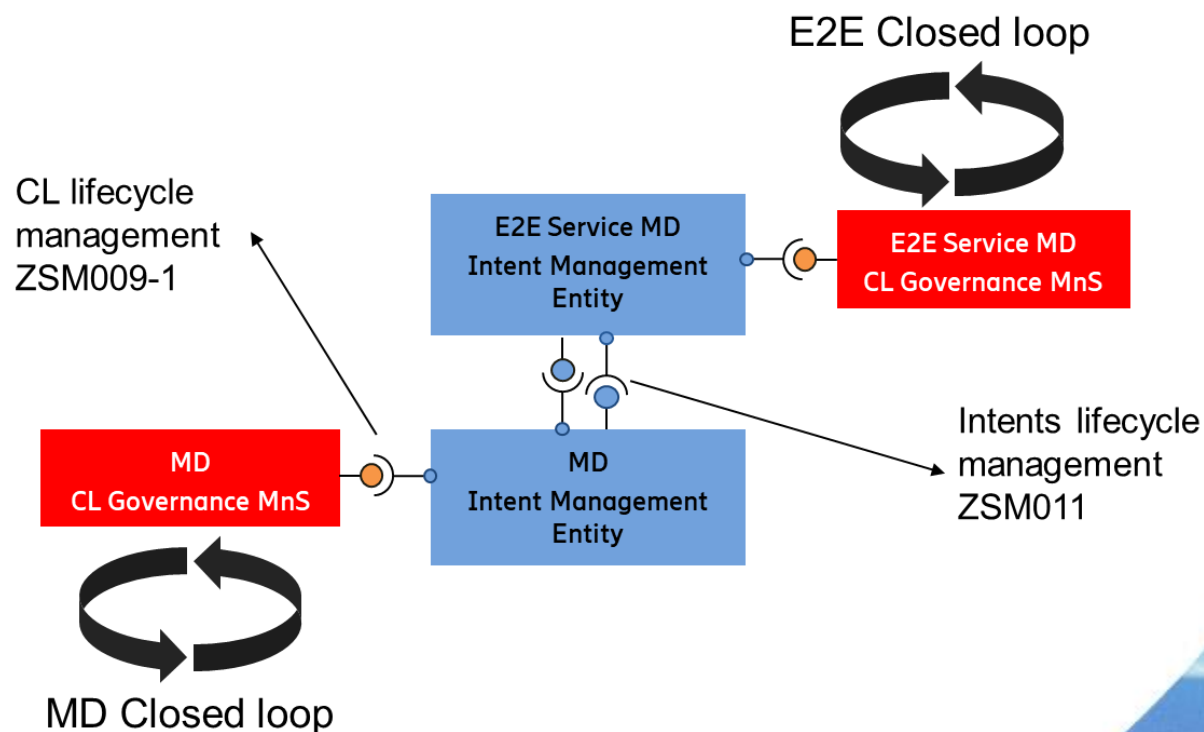 E2E Closed loop
CL lifecycle
management
ZSM009-1
E2E Service MD
Intent Management
Entity
E2E Service MD
CL Governance MnS
MD
CL Governance MnS
MD
Intent Management
Entity
Intents lifecycle
management
ZSM011
MD Closed loop